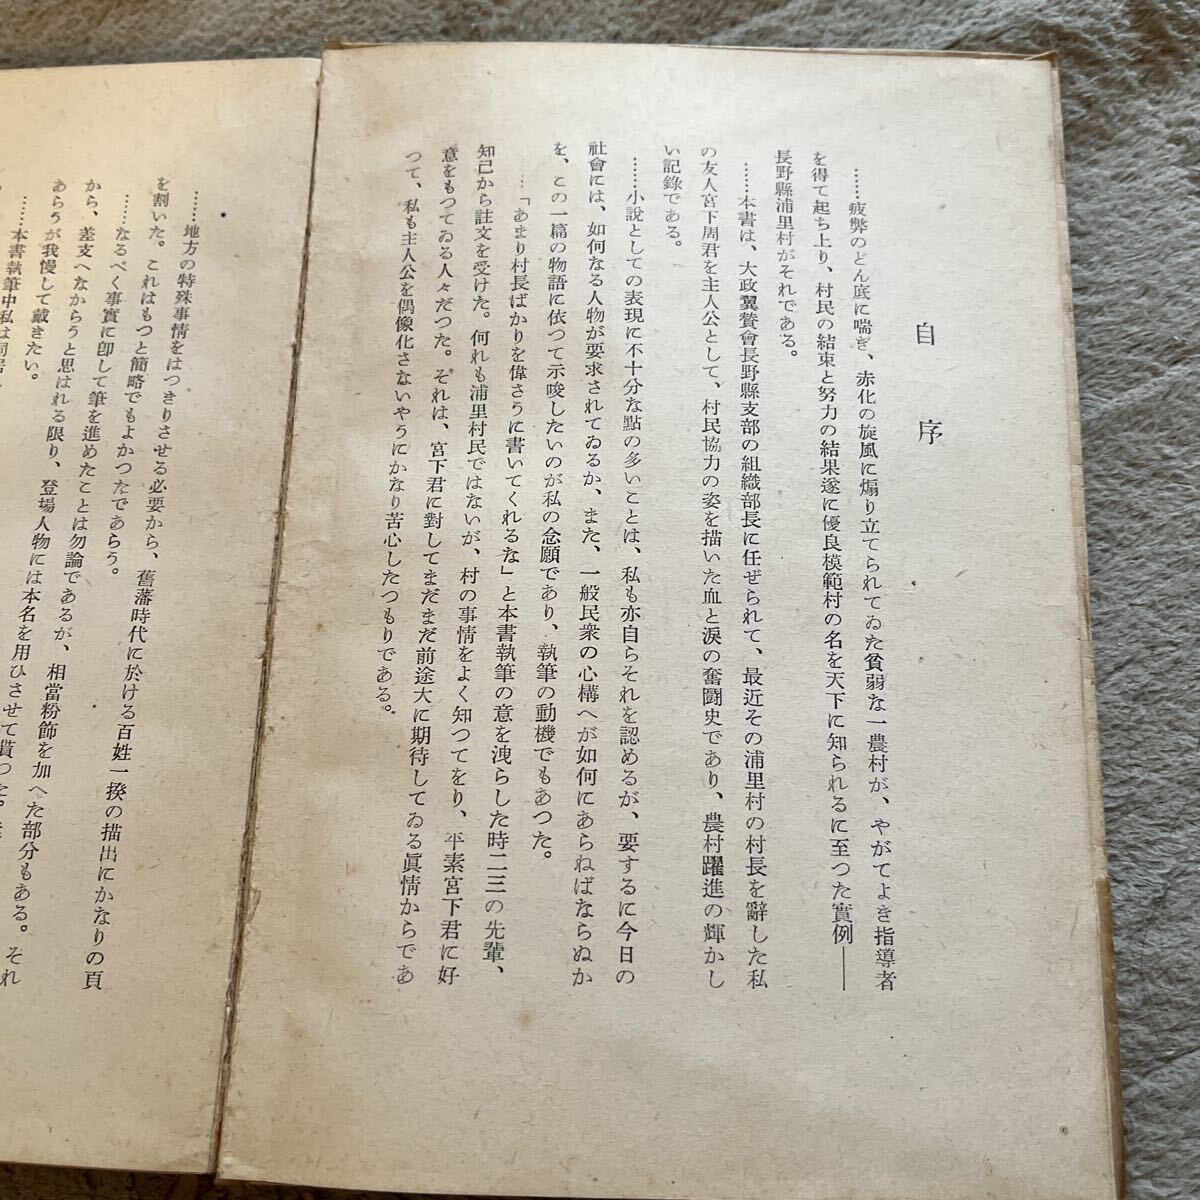 自序
……疲弊のどん底に喘ぎ、赤化の旋風に煽り立てられてゐた貧弱な一農村が、やがてよき指導者
を得て起ち上り、村民の結束と努力の結果遂に優良模範村の名を天下に知られるに至つた實例——
長野縣浦里村がそれである。
……本書は、大政翼賛會長野縣支部の組織部長に任ぜられて、最近その浦里村の村長を辭した私
の友人宮下周君を主人公として、村民協力の姿を描いた血と淚の奮鬪史であり、農村躍進の輝かし
い記錄である。
……小說としての表現に不十分な點の多いことは、私も亦自らそれを認めるが、要するに今日の
社會には、如何なる人物が要求されてゐるか、また、一般民衆の心構へが如何にあらねばならぬか
を、この一篇の物語に依つて示唆したいのが私の念願であり、執筆の動機でもあつた。
…「あまり村長ばかりを偉さうに書いてくれるな」と本書執筆の意を洩らした時二三の先輩、
知己から註文を受けた。何れも浦里村民ではないが、村の事情をよく知つてをり、平素宮下君に好
意をもつてゐる人々だつた。それは、宮下君に對してまだまだ前途大に期待してゐる眞情からであ
つて、私も主人公を偶像化さないやうにかなり苦心したつもりである。
……地方の特殊事情をはつきりさせる必要から、舊藩時代に於ける百姓一揆の描出にかなりの頁
を割いた。これはもつと簡略でもよかつたであらう。
……なるべく事實に卽して筆を進めたことは勿論であるが、相當粉飾を加へた部分もある。それ
から、差支へなからうと思はれる限り、登場人物には本名を用ひさせて貰つた。
あらうが我慢して戴きたい。
……本書執筆中私は同居